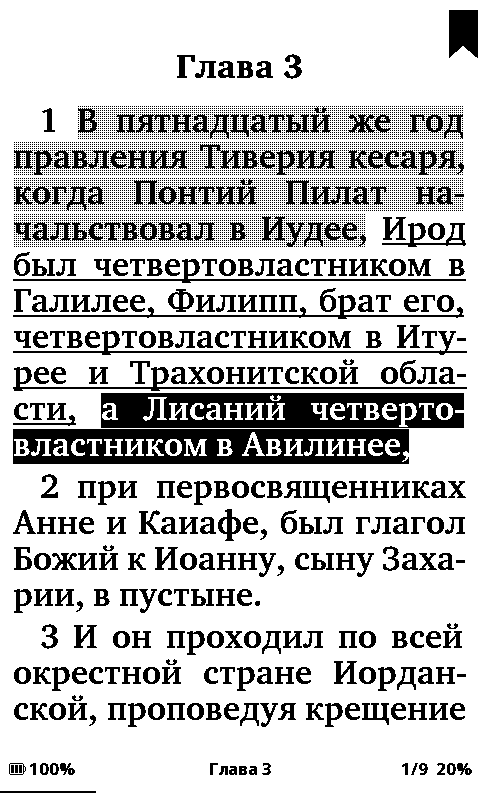 Глава 3
1 В пятнадцатый же год
правления Тиверия кесаря,
когда Понтий Пилат на-
чальствовал в Иудее, Ирод
был четвертовластником в
Галилее, Филипп, брат его,
четвертовластником в Иту-
рее и Трахонитской обла-
сти, а Лисаний четверто-
властником в Авилинее,
2 при первосвященниках
Анне и Каиафе, был глагол
Божий к Иоанну, сыну Заха-
рии, в пустыне.
3 И он проходил по всей
окрестной стране Иордан-
ской, проповедуя крещение
100% Глава 3 1/9 20%